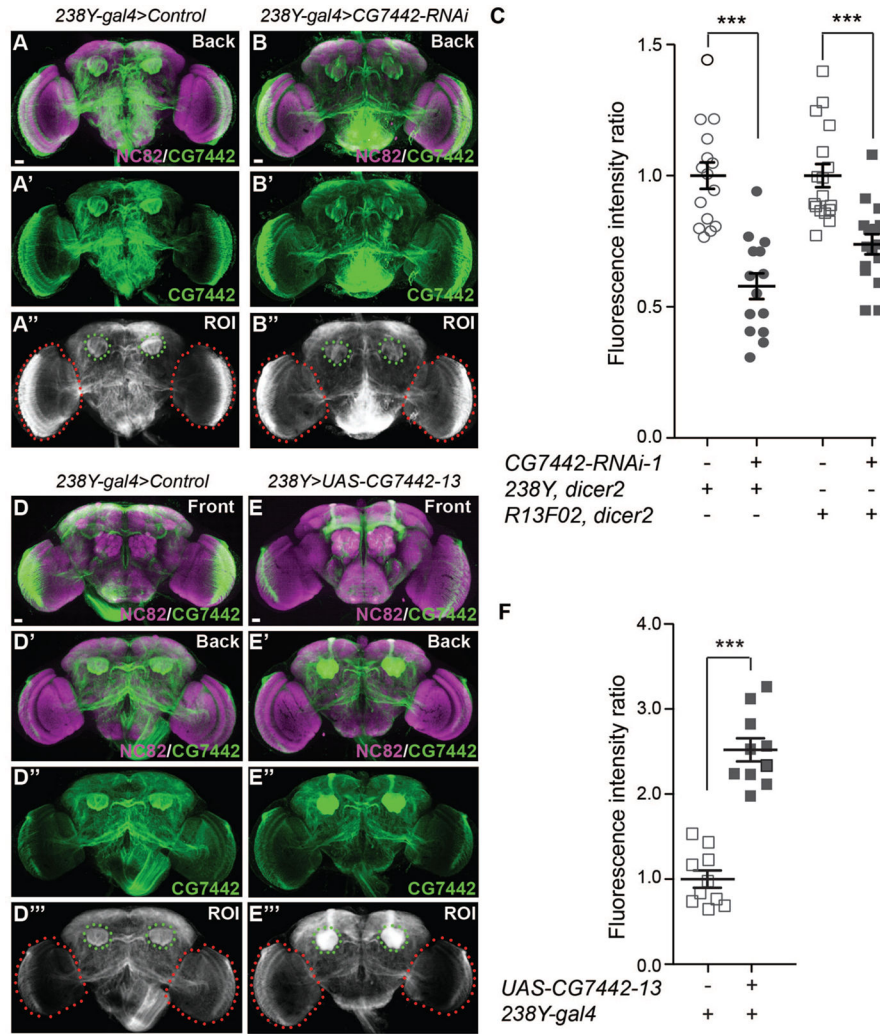 238Y-gal4>Control
238Y-gal4>CG7442-RNAi
A
Back
NC82/CG7442
B
Back
NC82/CG7442
A'
CG7442
B'
CG7442
A''
ROI
B''
ROI
C
Fluorescence intensity ratio
1.5
1.0
0.5
0.0
***
***
CG7442-RNAi-1 - + - +
238Y, dicer2 + + - -
R13F02, dicer2 - - + +
238Y-gal4>Control
238Y>UAS-CG7442-13
D
Front
NC82/CG7442
E
Front
NC82/CG7442
D'
Back
NC82/CG7442
E'
Back
NC82/CG7442
D''
CG7442
E''
CG7442
D'''
ROI
E'''
ROI
F
Fluorescence intensity ratio
4.0
3.0
2.0
1.0
0.0
***
UAS-CG7442-13 - +
238Y-gal4 + +